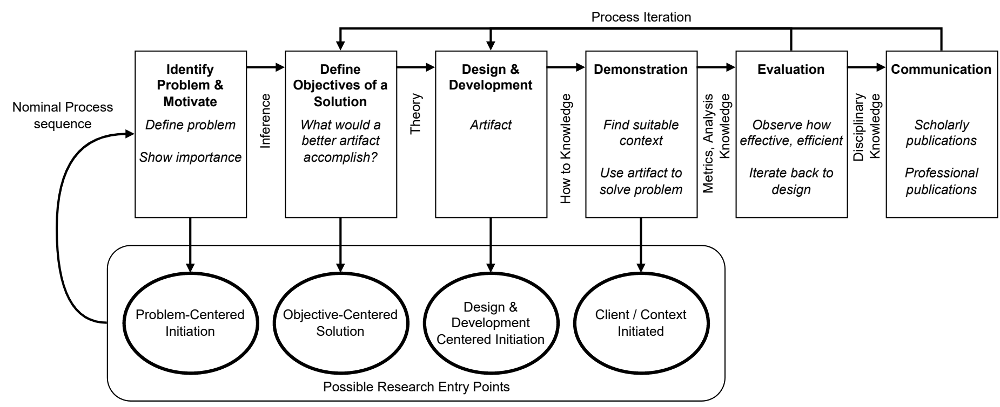 Process Iteration
Nominal Process
sequence
Identify
Problem &
Motivate
Define problem
Show importance
Inference
Define
Objectives of a
Solution
What would a
better artifact
accomplish?
Theory
Design &
Development
Artifact
How to Knowledge
Demonstration
Find suitable
context
Use artifact to
solve problem
Metrics, Analysis
Knowledge
Evaluation
Observe how
effective, efficient
Iterate back to
design
Disciplinary
Knowledge
Communication
Scholarly
publications
Professional
publications
Problem-Centered
Initiation
Objective-Centered
Solution
Design &
Development
Centered Initiation
Client / Context
Initiated
Possible Research Entry Points